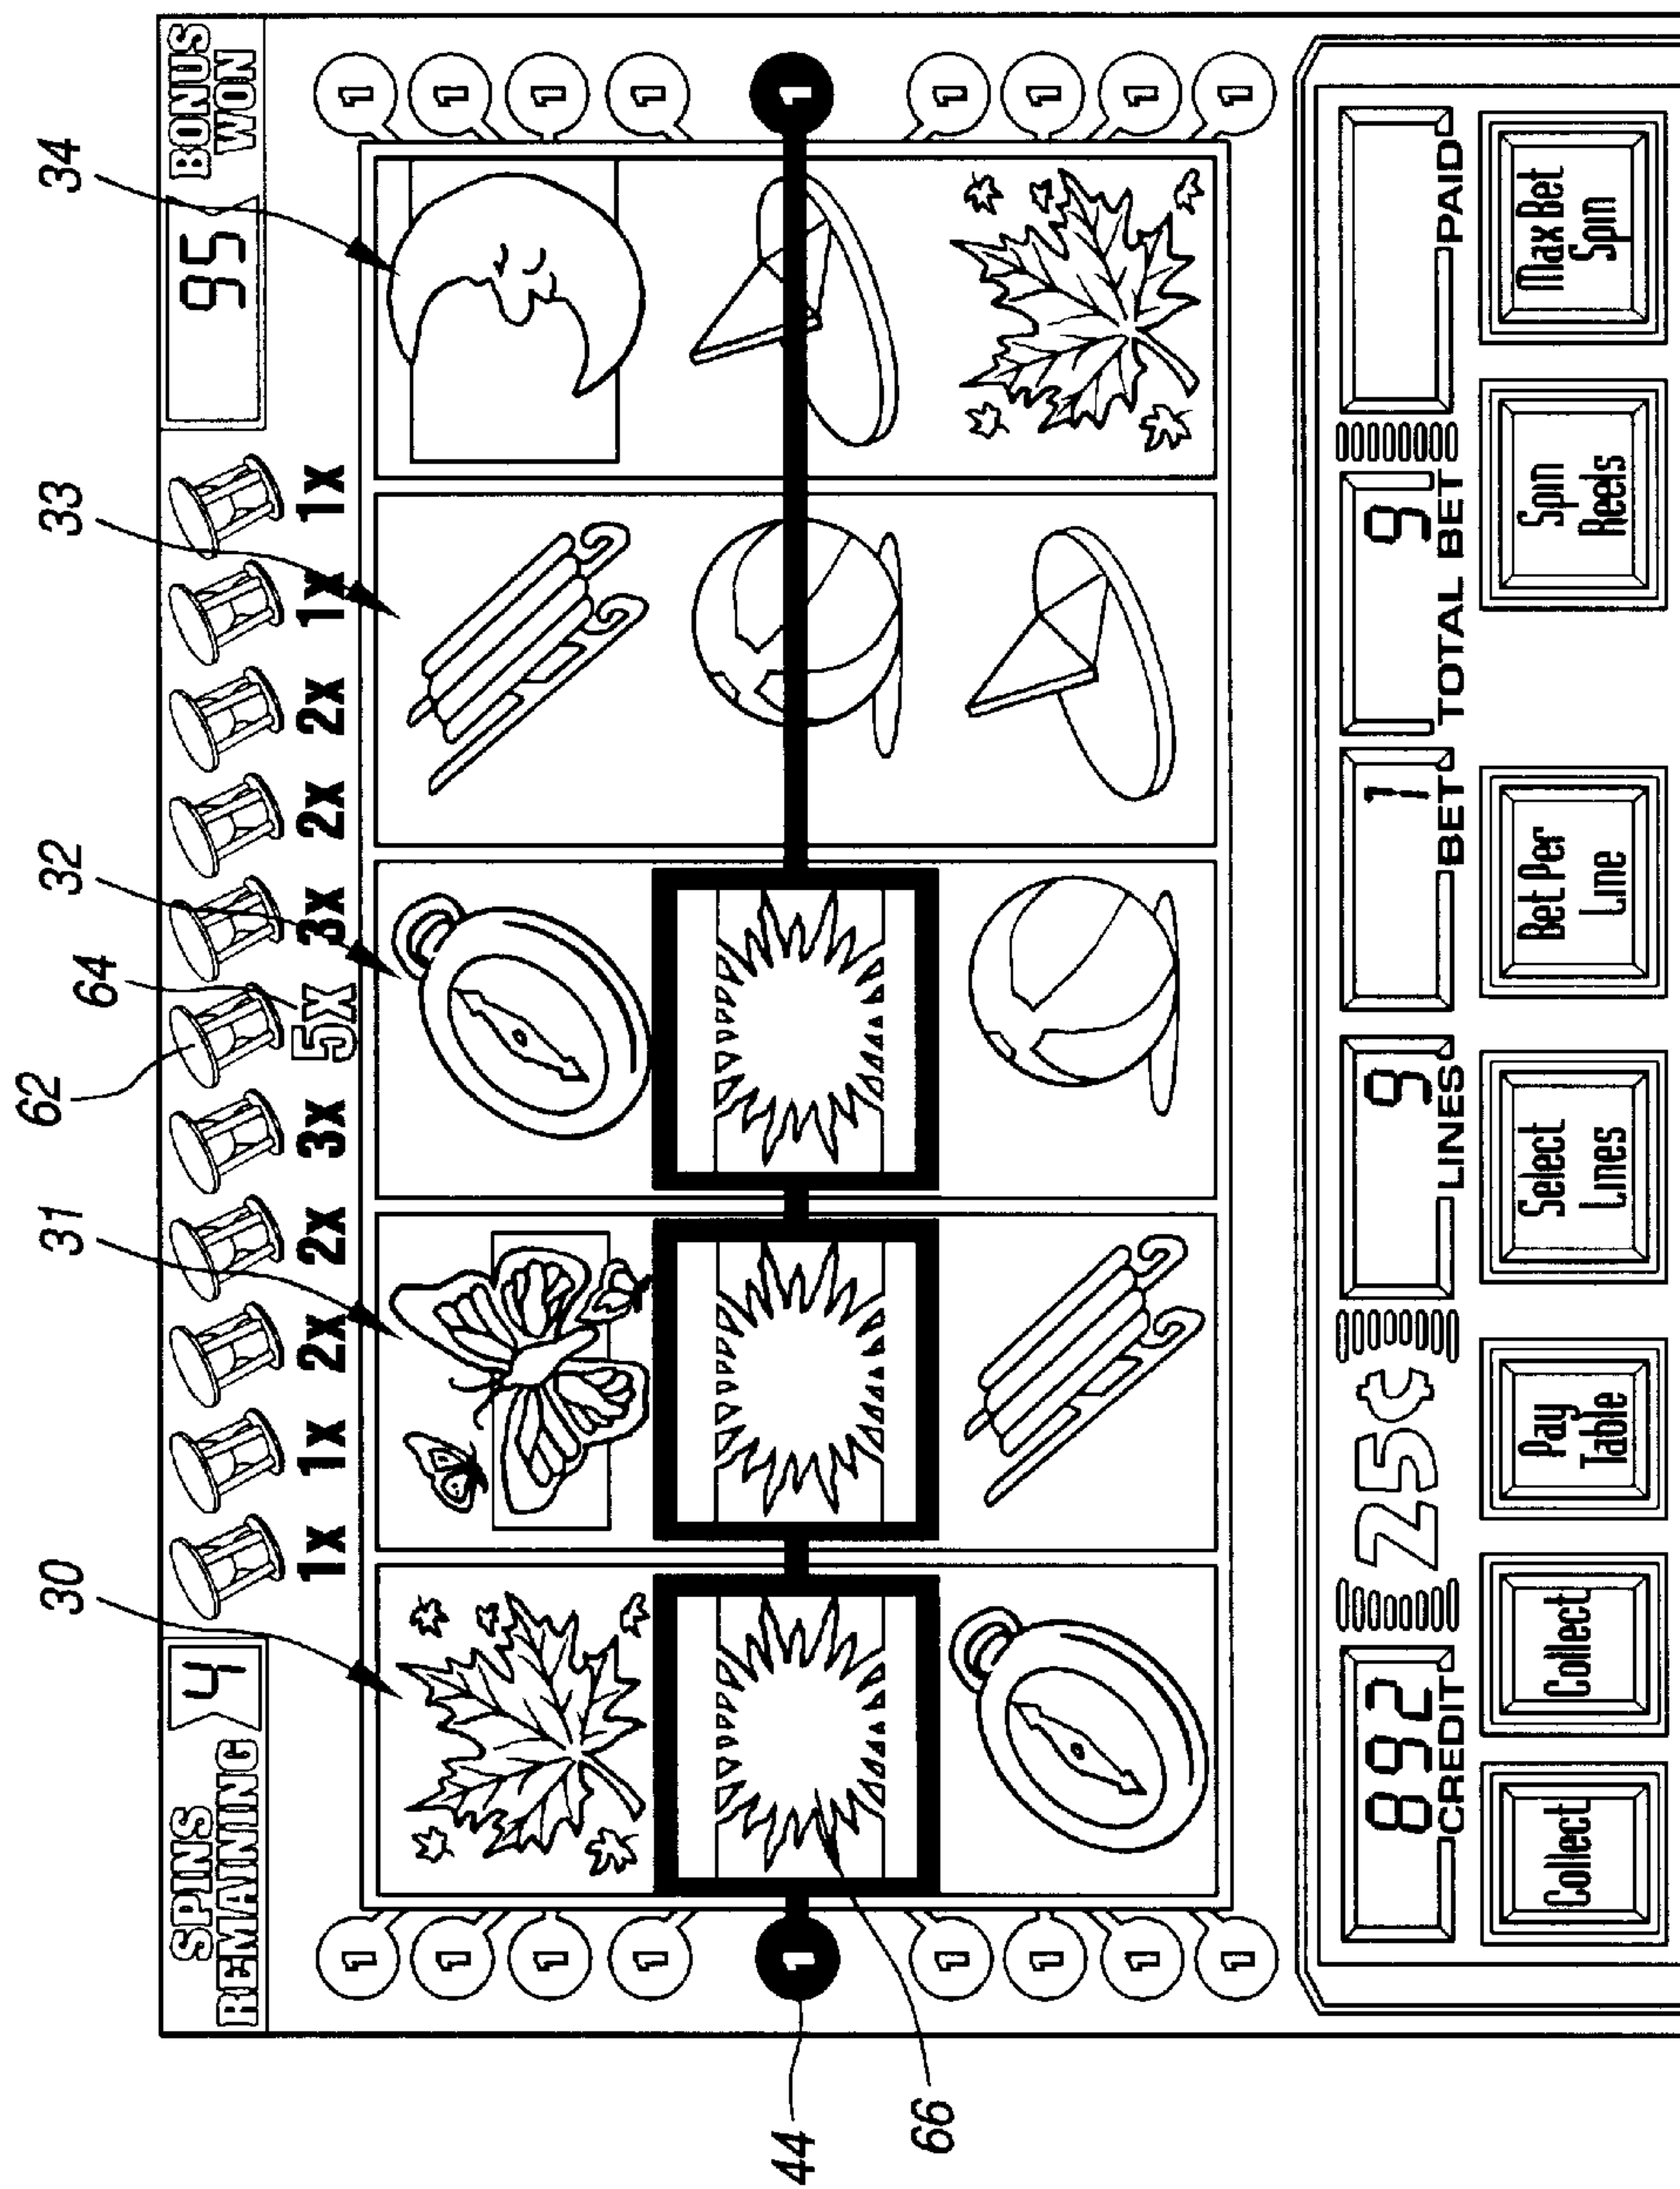 34
33
32
64
62
31
30
SPINS
REMAINING
4
1x 1x 2x 2x 3x 5x 3x 2x 2x 1x 1x
95
BONUS
WON
1 1
1 1
1 1
1 1
1 1
1 1
1 1
1 1
1 1
44
66
892
CREDIT
25¢
9
LINES
1
BET
9
TOTAL BET
PAID
Collect
Collect
Pay
Table
Select
Lines
Bet Per
Line
Spin
Reels
Max Bet
Spin